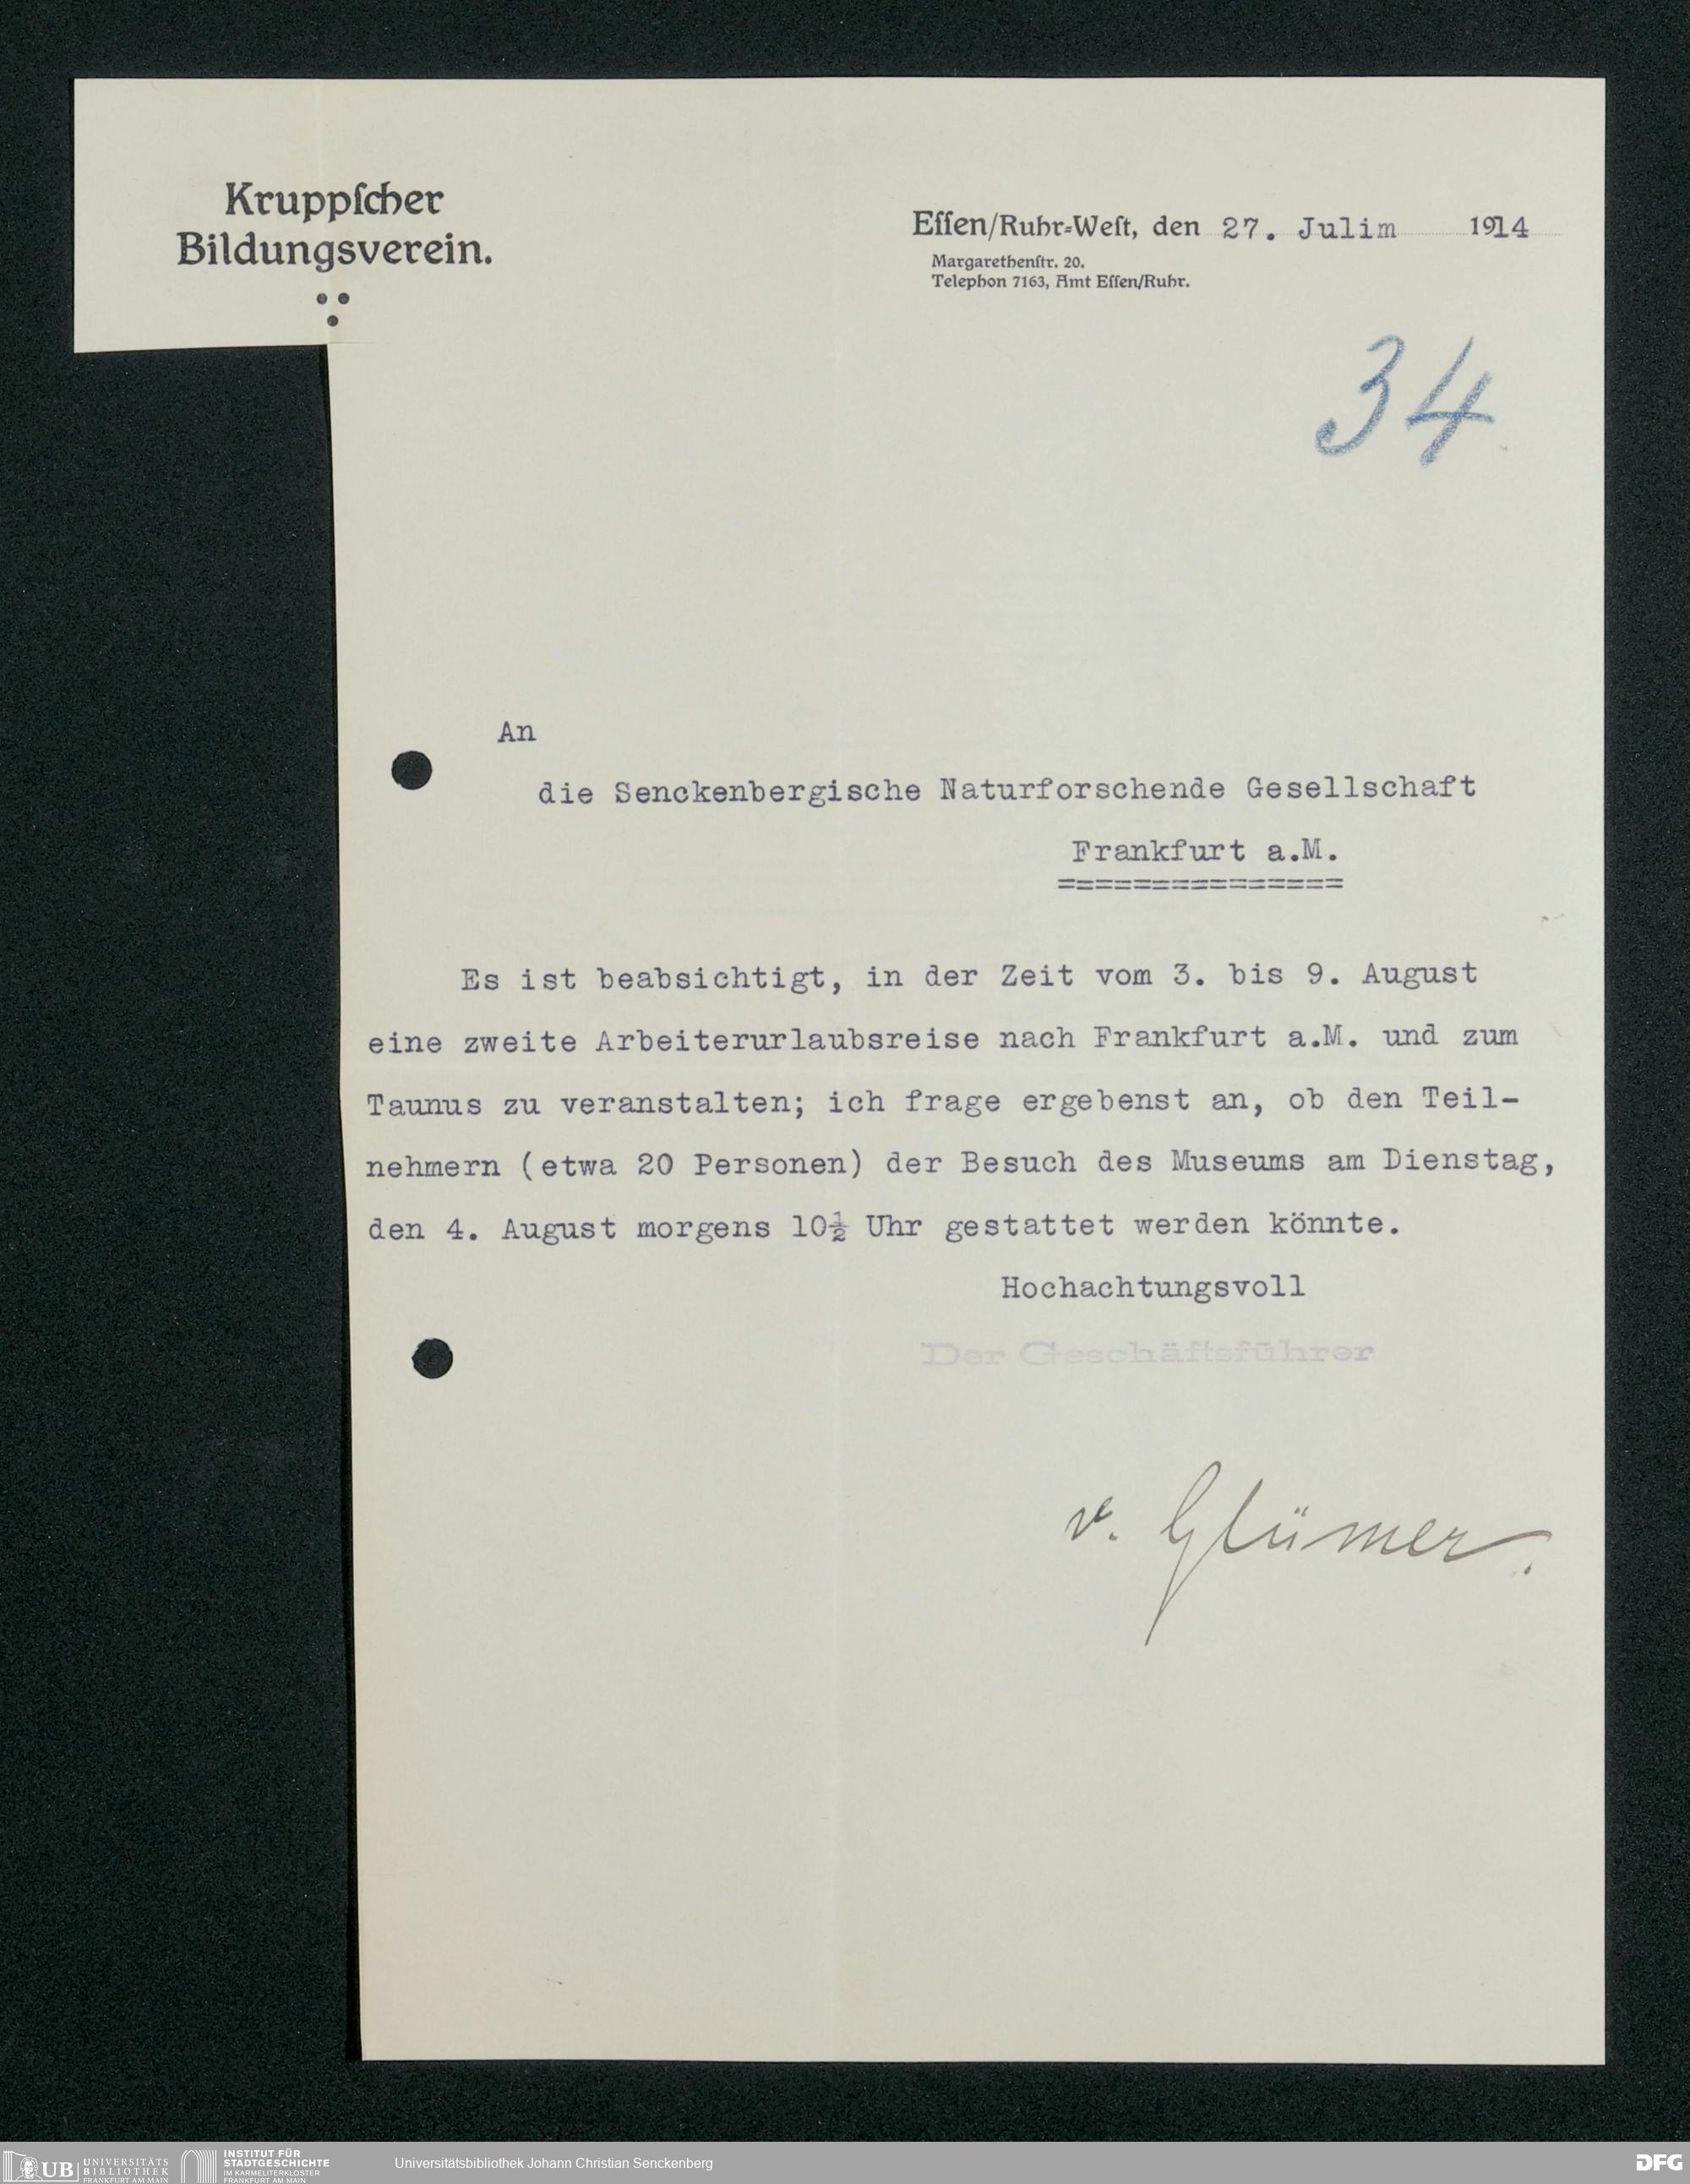 Kruppſcher
Bildungsverein.
Eſſen/Ruhr-Weſt, den 27. Julim 1914
Margarethenſtr. 20.
Telephon 7163, Amt Eſſen/Ruhr.
34
An
die Senckenbergische Naturforschende Gesellschaft
Frankfurt a.M.
===============
Es ist beabsichtigt, in der Zeit vom 3. bis 9. August
eine zweite Arbeiterurlaubsreise nach Frankfurt a.M. und zum
Taunus zu veranstalten; ich frage ergebenst an, ob den Teil-
nehmern (etwa 20 Personen) der Besuch des Museums am Dienstag,
den 4. August morgens 10½ Uhr gestattet werden könnte.
Hochachtungsvoll
Der Geschäftsführer
v. Glümer.
UB UNIVERSITÄTS
BIBLIOTHEK
FRANKFURT AM MAIN
INSTITUT FÜR
STADTGESCHICHTE
IM KARMELITERKLOSTER
FRANKFURT AM MAIN
Universitätsbibliothek Johann Christian Senckenberg
DFG